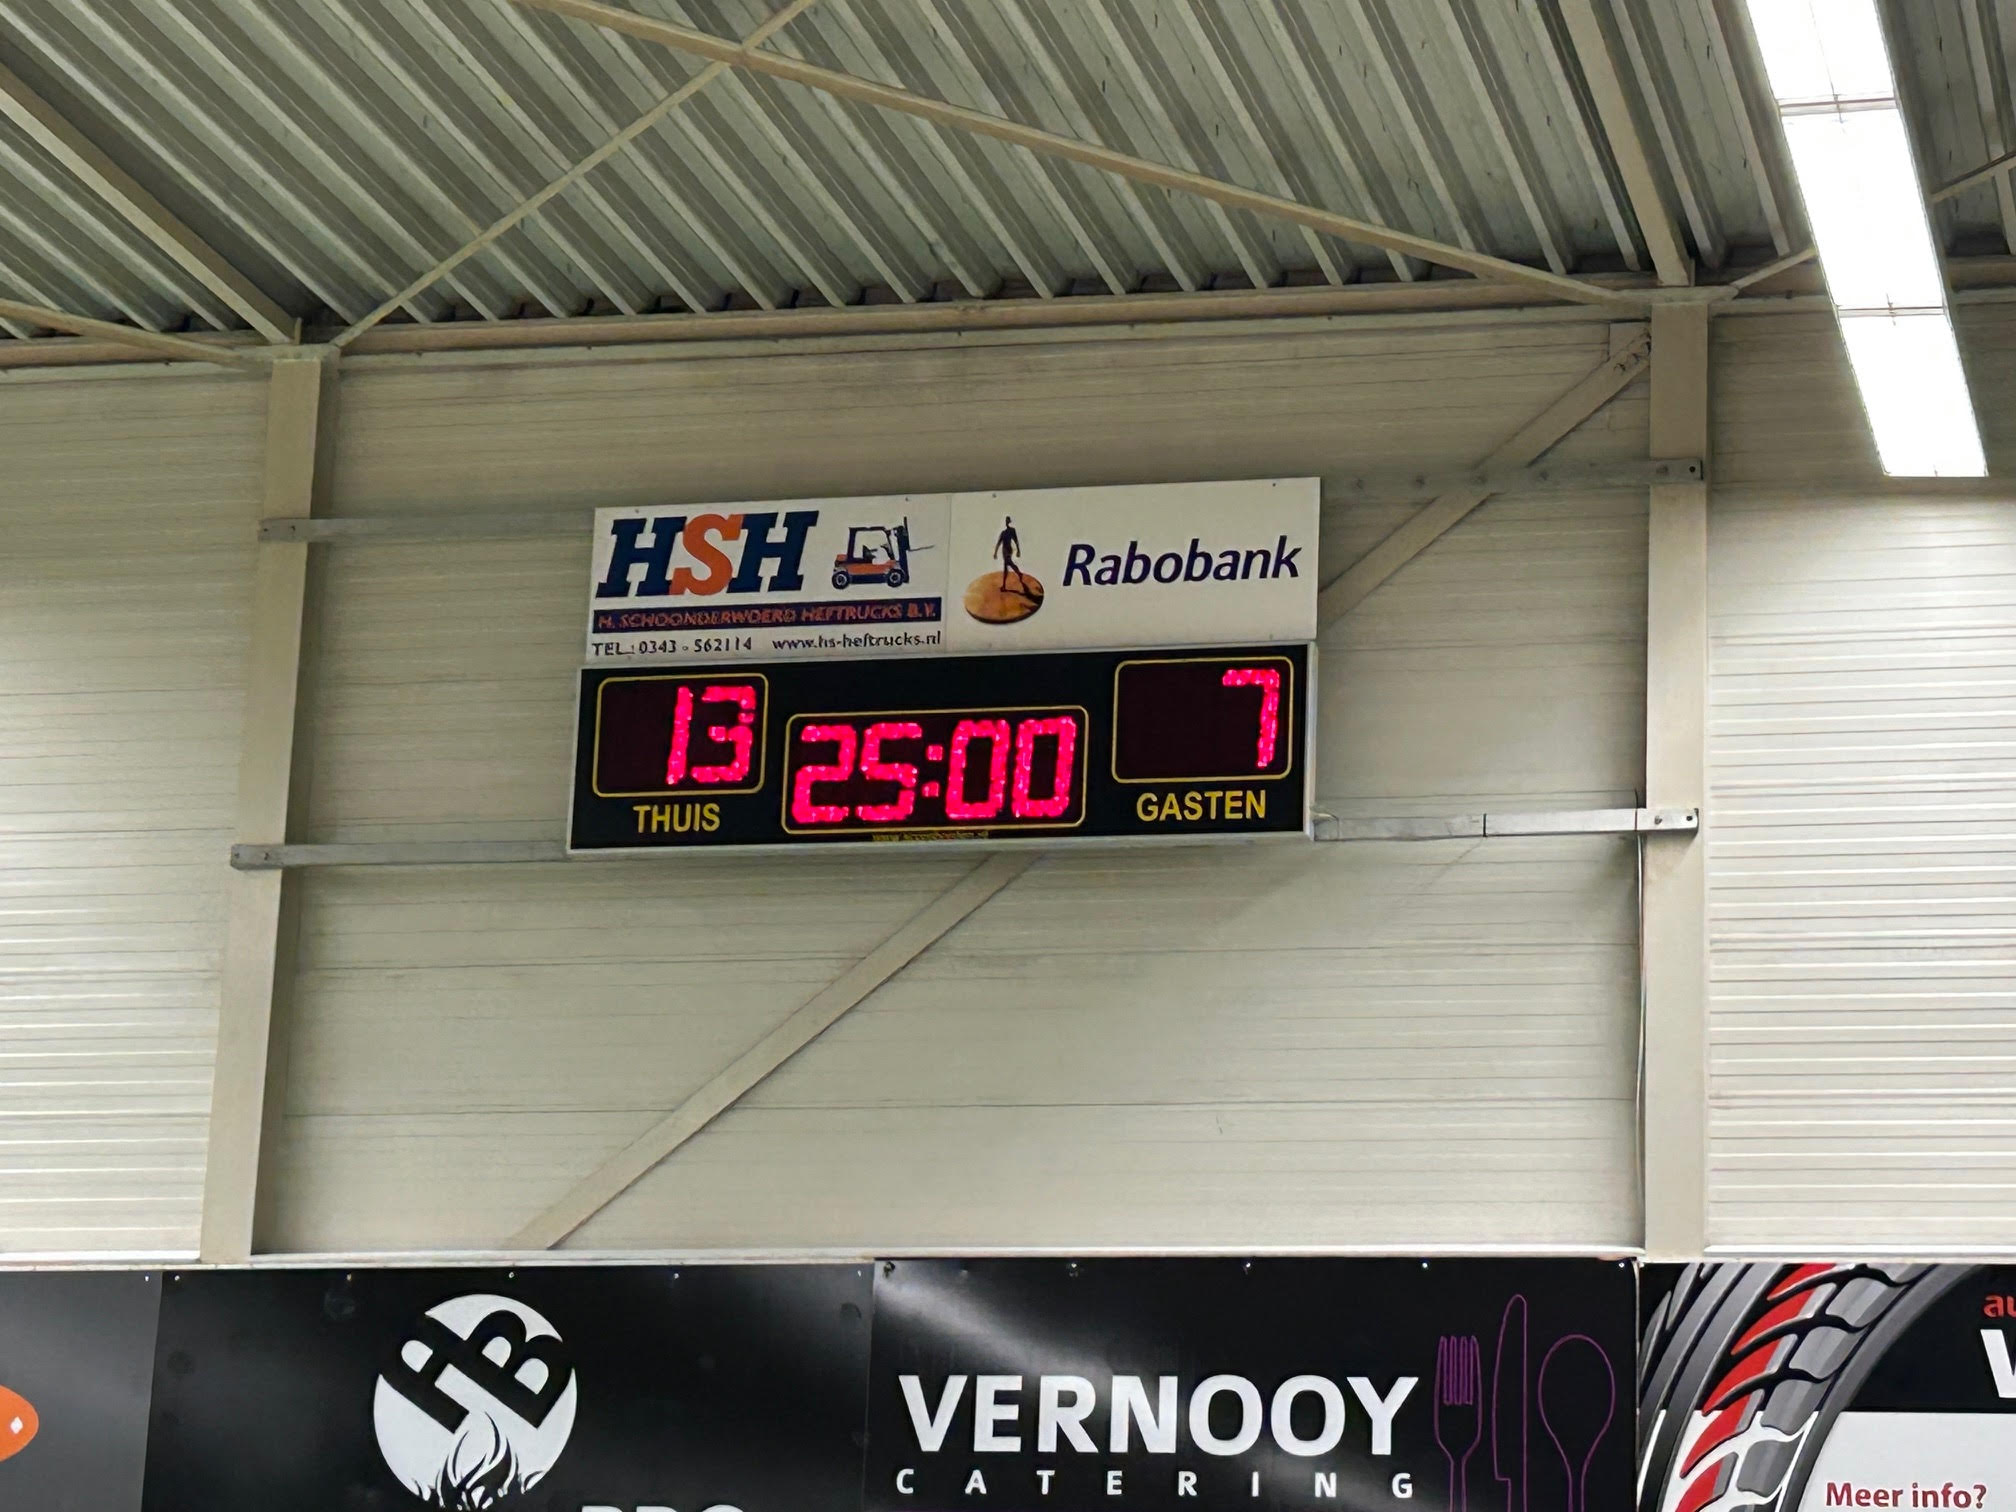 HSH
H. SCHOONDERWOERD HEFTRUCKS B.V.
TEL.: 0343 - 562114 www.hs-heftrucks.nl
Rabobank
13
25:00
7
THUIS
GASTEN
HB
VERNOOY
CATERING
Meer info?